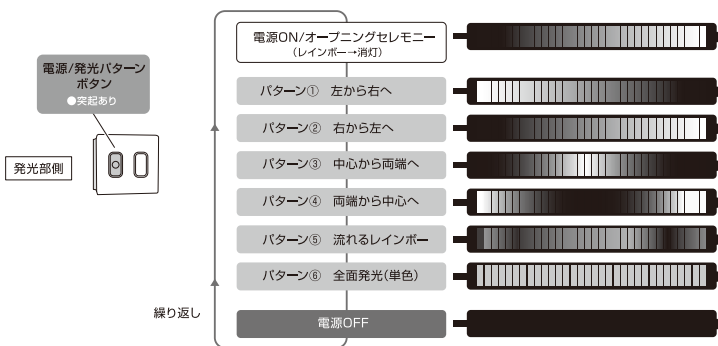 電源ON/オープニングセレモニー
(レインボー→消灯)
電源/発光パターン
ボタン
●突起あり
パターン① 左から右へ
パターン② 右から左へ
発光部側
パターン③ 中心から両端へ
パターン④ 両端から中心へ
パターン⑤ 流れるレインボー
パターン⑥ 全面発光(単色)
繰り返し
電源OFF